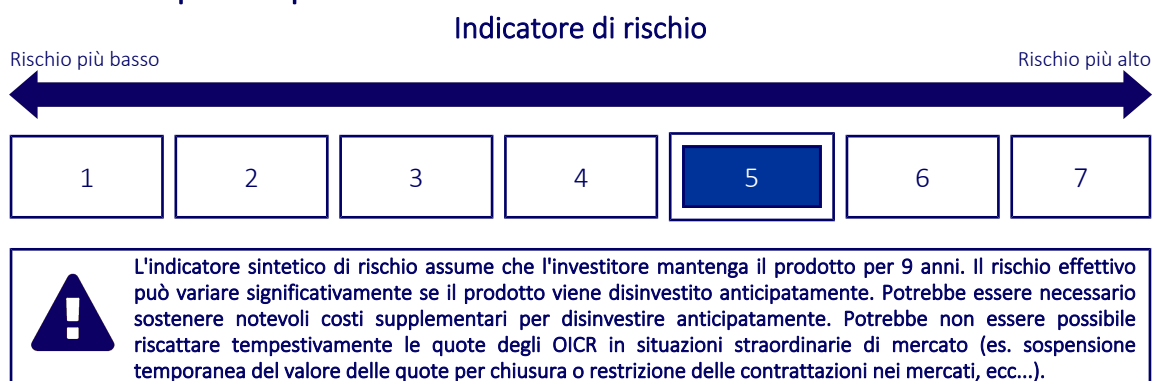 Indicatore di rischio
Rischio più basso
Rischio più alto
1
2
3
4
5
6
7
L'indicatore sintetico di rischio assume che l'investitore mantenga il prodotto per 9 anni. Il rischio effettivo
può variare significativamente se il prodotto viene disinvestito anticipatamente. Potrebbe essere necessario
sostenere notevoli costi supplementari per disinvestire anticipatamente. Potrebbe non essere possibile
riscattare tempestivamente le quote degli OICR in situazioni straordinarie di mercato (es. sospensione
temporanea del valore delle quote per chiusura o restrizione delle contrattazioni nei mercati, ecc...).